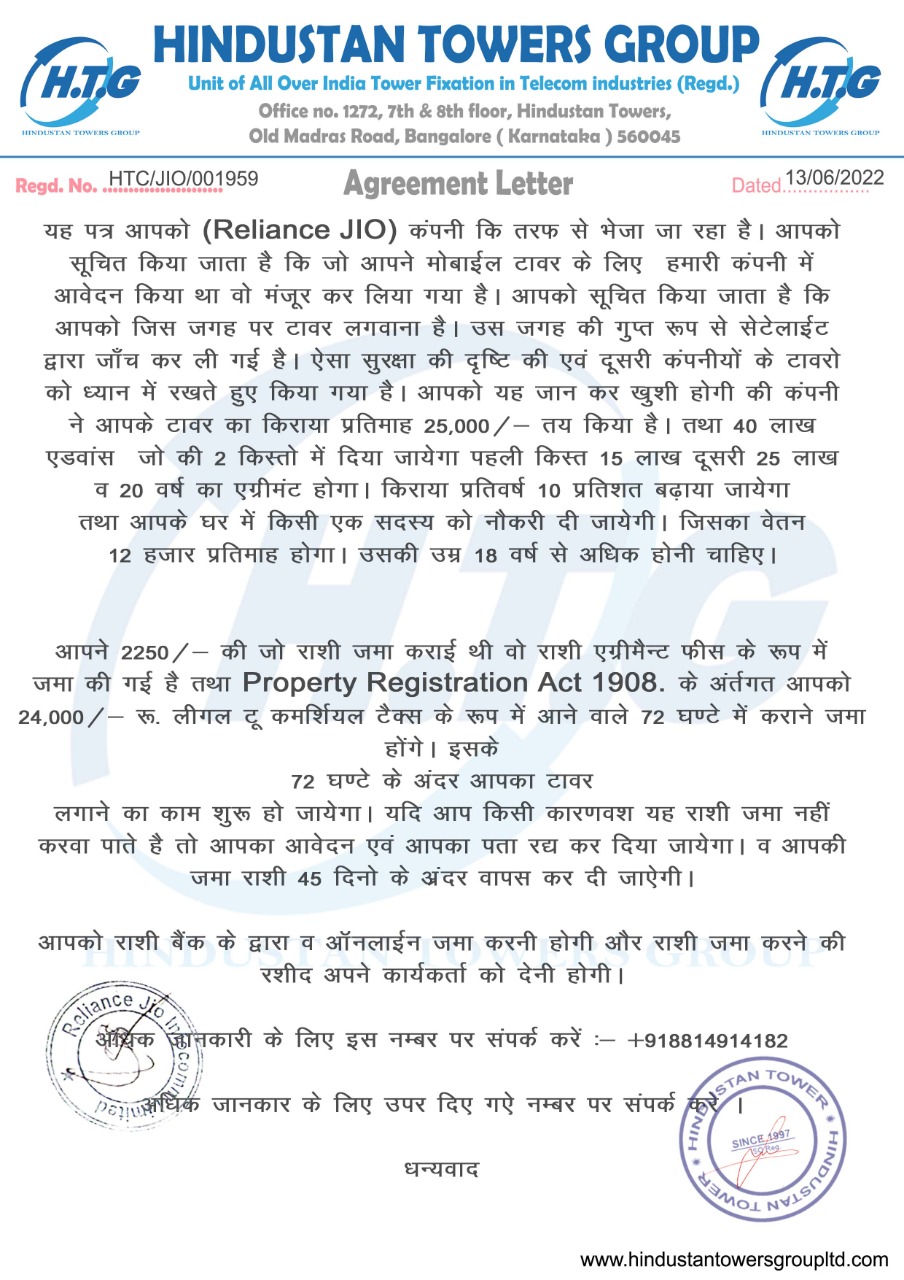 HINDUSTAN TOWERS GROUP
H.T.G
HINDUSTAN TOWERS GROUP
H.T.G
HINDUSTAN TOWERS GROUP
Unit of All Over India Tower Fixation in Telecom industries (Regd.)
Office no. 1272, 7th & 8th floor, Hindustan Towers,
Old Madras Road, Bangalore ( Karnataka ) 560045
Regd. No. HTC/JIO/001959
Agreement Letter
Dated 13/06/2022
यह पत्र आपको (Reliance JIO) कंपनी कि तरफ से भेजा जा रहा है। आपको
सूचित किया जाता है कि जो आपने मोबाईल टावर के लिए हमारी कंपनी में
आवेदन किया था वो मंजूर कर लिया गया है। आपको सूचित किया जाता है कि
आपको जिस जगह पर टावर लगवाना है। उस जगह की गुप्त रूप से सेटेलाईट
द्वारा जाँच कर ली गई है। ऐसा सुरक्षा की दृष्टि की एवं दूसरी कंपनीयों के टावरो
को ध्यान में रखते हुए किया गया है। आपको यह जान कर खुशी होगी की कंपनी
ने आपके टावर का किराया प्रतिमाह 25,000/– तय किया है। तथा 40 लाख
एडवांस जो की 2 किस्तो में दिया जायेगा पहली किस्त 15 लाख दूसरी 25 लाख
व 20 वर्ष का एग्रीमंट होगा। किराया प्रतिवर्ष 10 प्रतिशत बढ़ाया जायेगा
तथा आपके घर में किसी एक सदस्य को नौकरी दी जायेगी। जिसका वेतन
12 हजार प्रतिमाह होगा। उसकी उम्र 18 वर्ष से अधिक होनी चाहिए।
आपने 2250/– की जो राशी जमा कराई थी वो राशी एग्रीमैन्ट फीस के रूप में
जमा की गई है तथा Property Registration Act 1908. के अंर्तगत आपको
24,000/– रू. लीगल टू कमर्शियल टैक्स के रूप में आने वाले 72 घण्टे में कराने जमा
होंगे। इसके
72 घण्टे के अंदर आपका टावर
लगाने का काम शुरू हो जायेगा। यदि आप किसी कारणवश यह राशी जमा नहीं
करवा पाते है तो आपका आवेदन एवं आपका पता रद्य कर दिया जायेगा। व आपकी
जमा राशी 45 दिनो के अंदर वापस कर दी जाऐगी।
आपको राशी बैंक के द्वारा व ऑनलाईन जमा करनी होगी और राशी जमा करने की
रशीद अपने कार्यकर्ता को देनी होगी।
H.T.G
HINDUSTAN TOWERS GROUP
अधिक जानकारी के लिए इस नम्बर पर संपर्क करें :– +918814914182
अधिक जानकार के लिए उपर दिए गऐ नम्बर पर संपर्क करें ।
धन्यवाद
Reliance Jio Infocomm Limited
HINDUSTAN TOWER * HINDUSTAN TOWER *
SINCE 1997
www.hindustantowersgroupltd.com